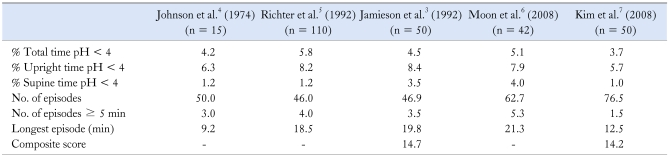 Johnson et al.4 (1974) Richter et al.5 (1992) Jamieson et al.3 (1992) Moon et al.6 (2008) Kim et al.7 (2008)
(n = 15) (n = 110) (n = 50) (n = 42) (n = 50)
% Total time pH < 4 4.2 5.8 4.5 5.1 3.7
% Upright time pH < 4 6.3 8.2 8.4 7.9 5.7
% Supine time pH < 4 1.2 1.2 3.5 4.0 1.0
No. of episodes 50.0 46.0 46.9 62.7 76.5
No. of episodes ≥ 5 min 3.0 4.0 3.5 5.3 1.5
Longest episode (min) 9.2 18.5 19.8 21.3 12.5
Composite score - - 14.7 - 14.2